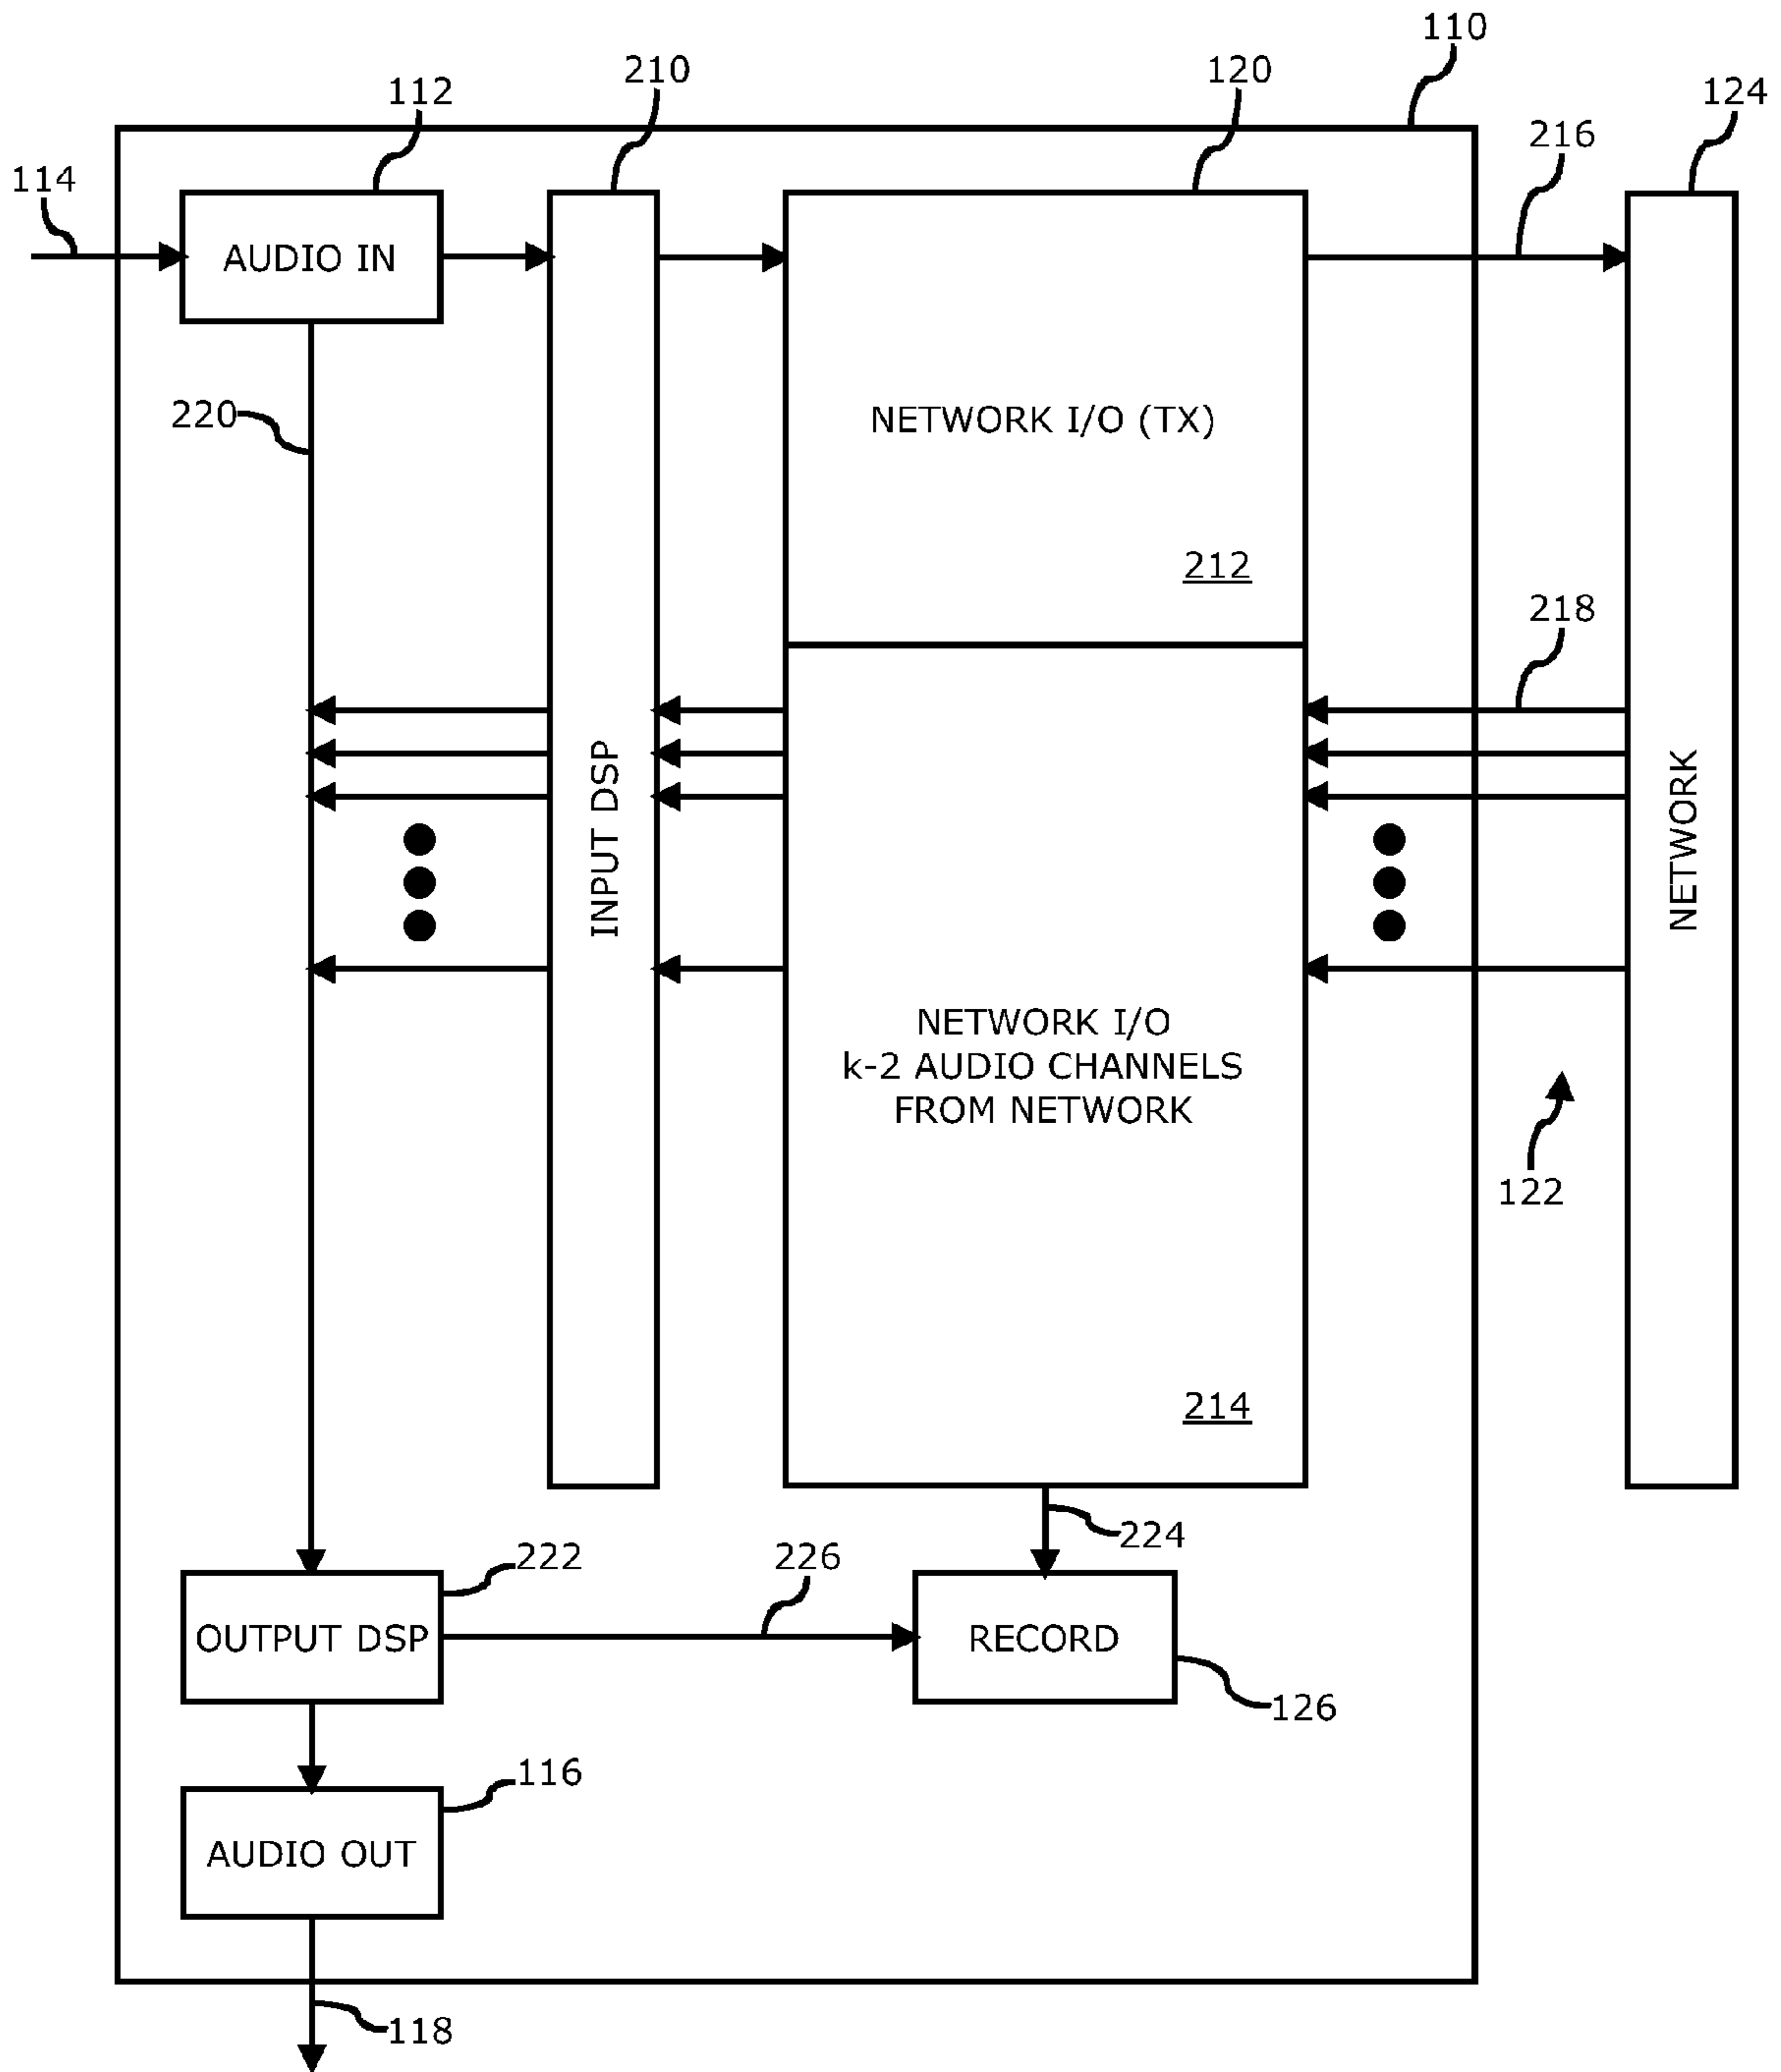 110
210
120
112
124
216
114
AUDIO IN
220
NETWORK I/O (TX)
212
218
INPUT DSP
NETWORK
NETWORK I/O
k-2 AUDIO CHANNELS
FROM NETWORK
122
214
224
222
226
OUTPUT DSP
RECORD
126
116
AUDIO OUT
118